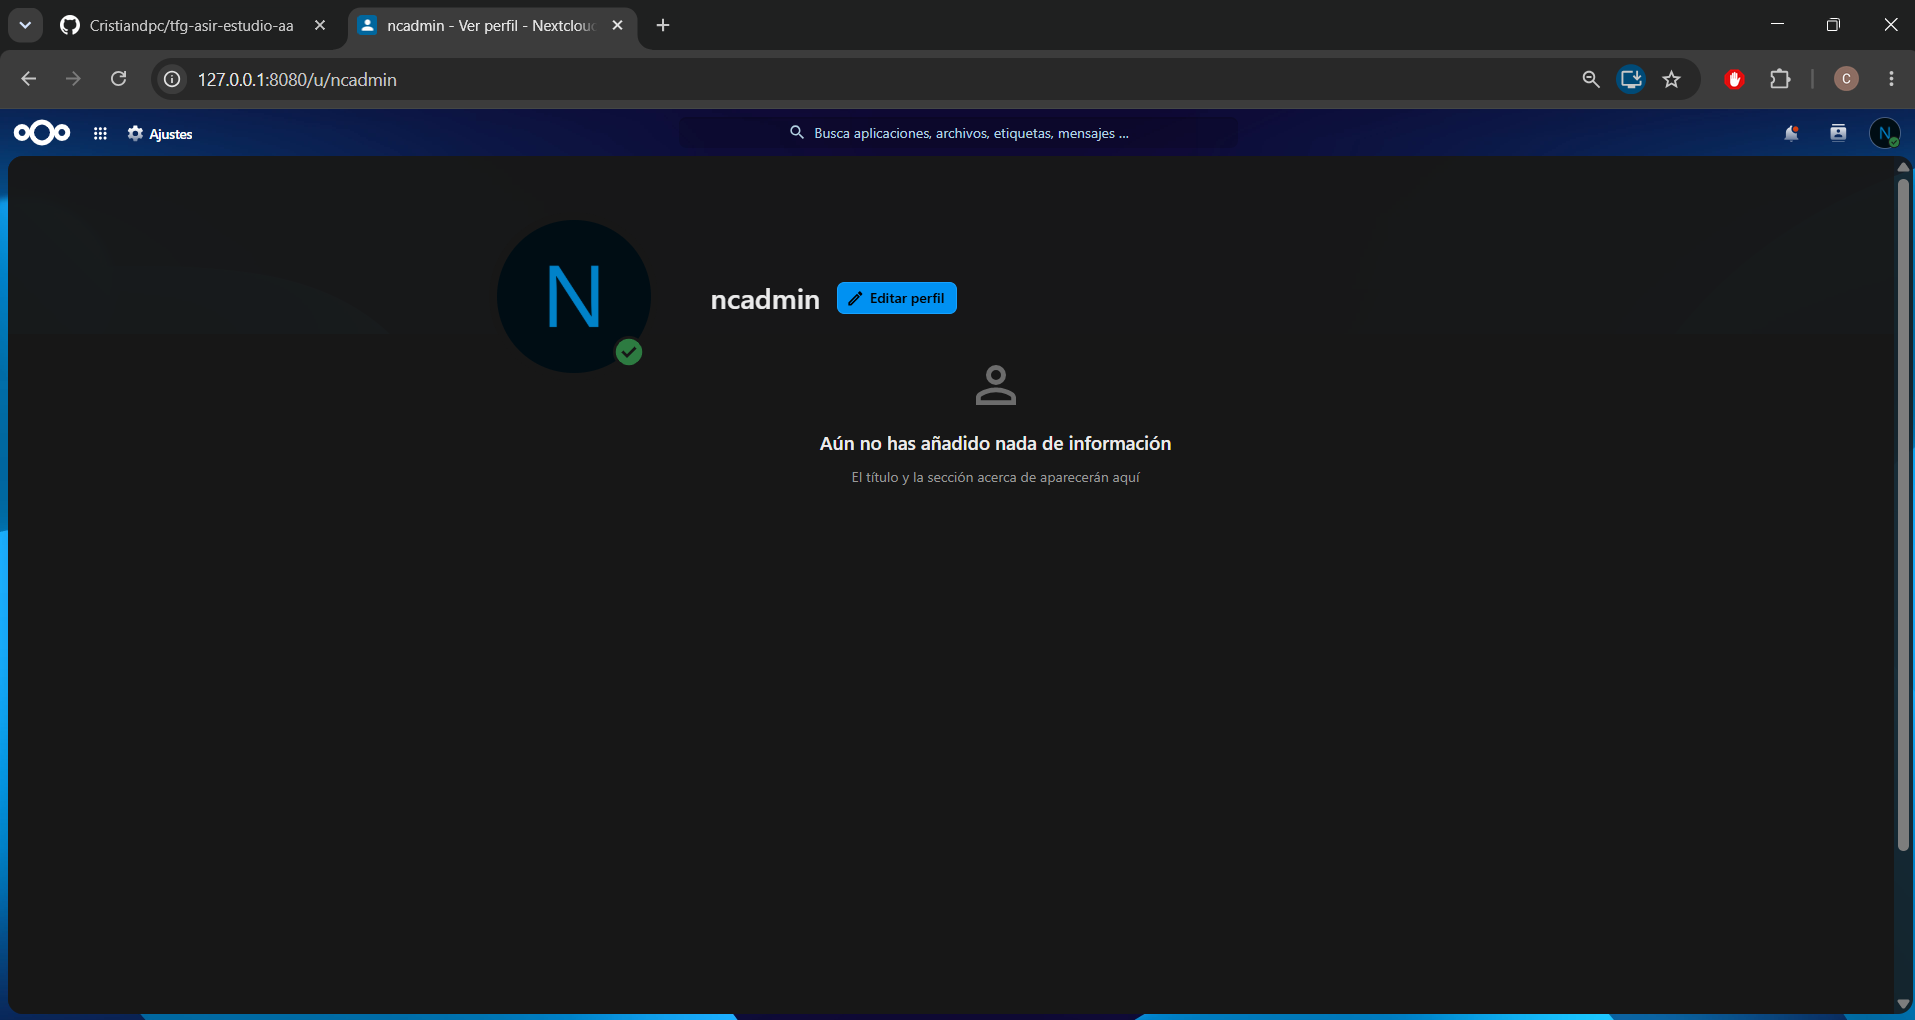 Cristiandpc/tfg-asir-estudio-aa
ncadmin - Ver perfil - Nextclou
127.0.0.1:8080/u/ncadmin
C
Ajustes
Busca aplicaciones, archivos, etiquetas, mensajes ...
N
N
ncadmin
Editar perfil
Aún no has añadido nada de información
El título y la sección acerca de aparecerán aquí